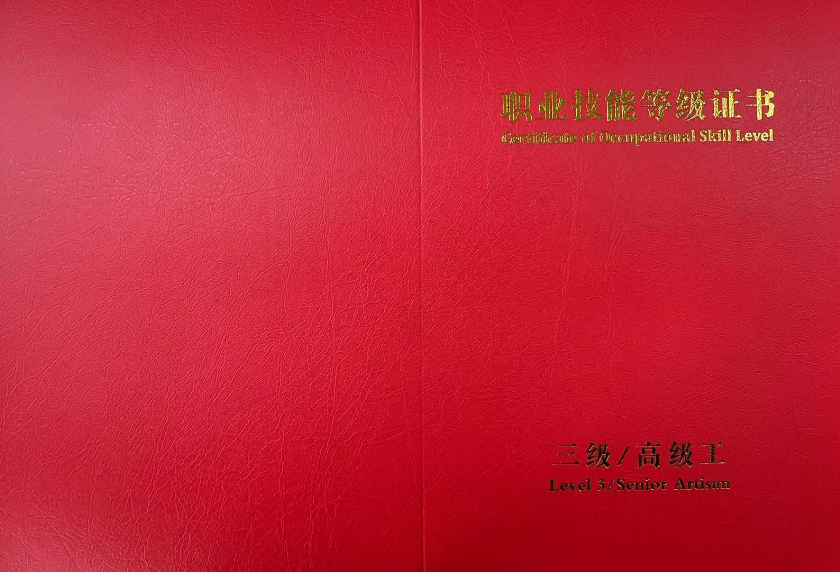 职业技能等级证书
Certificate of Occupational Skill Level
三级/高级工
Level 3/Senior Artisan